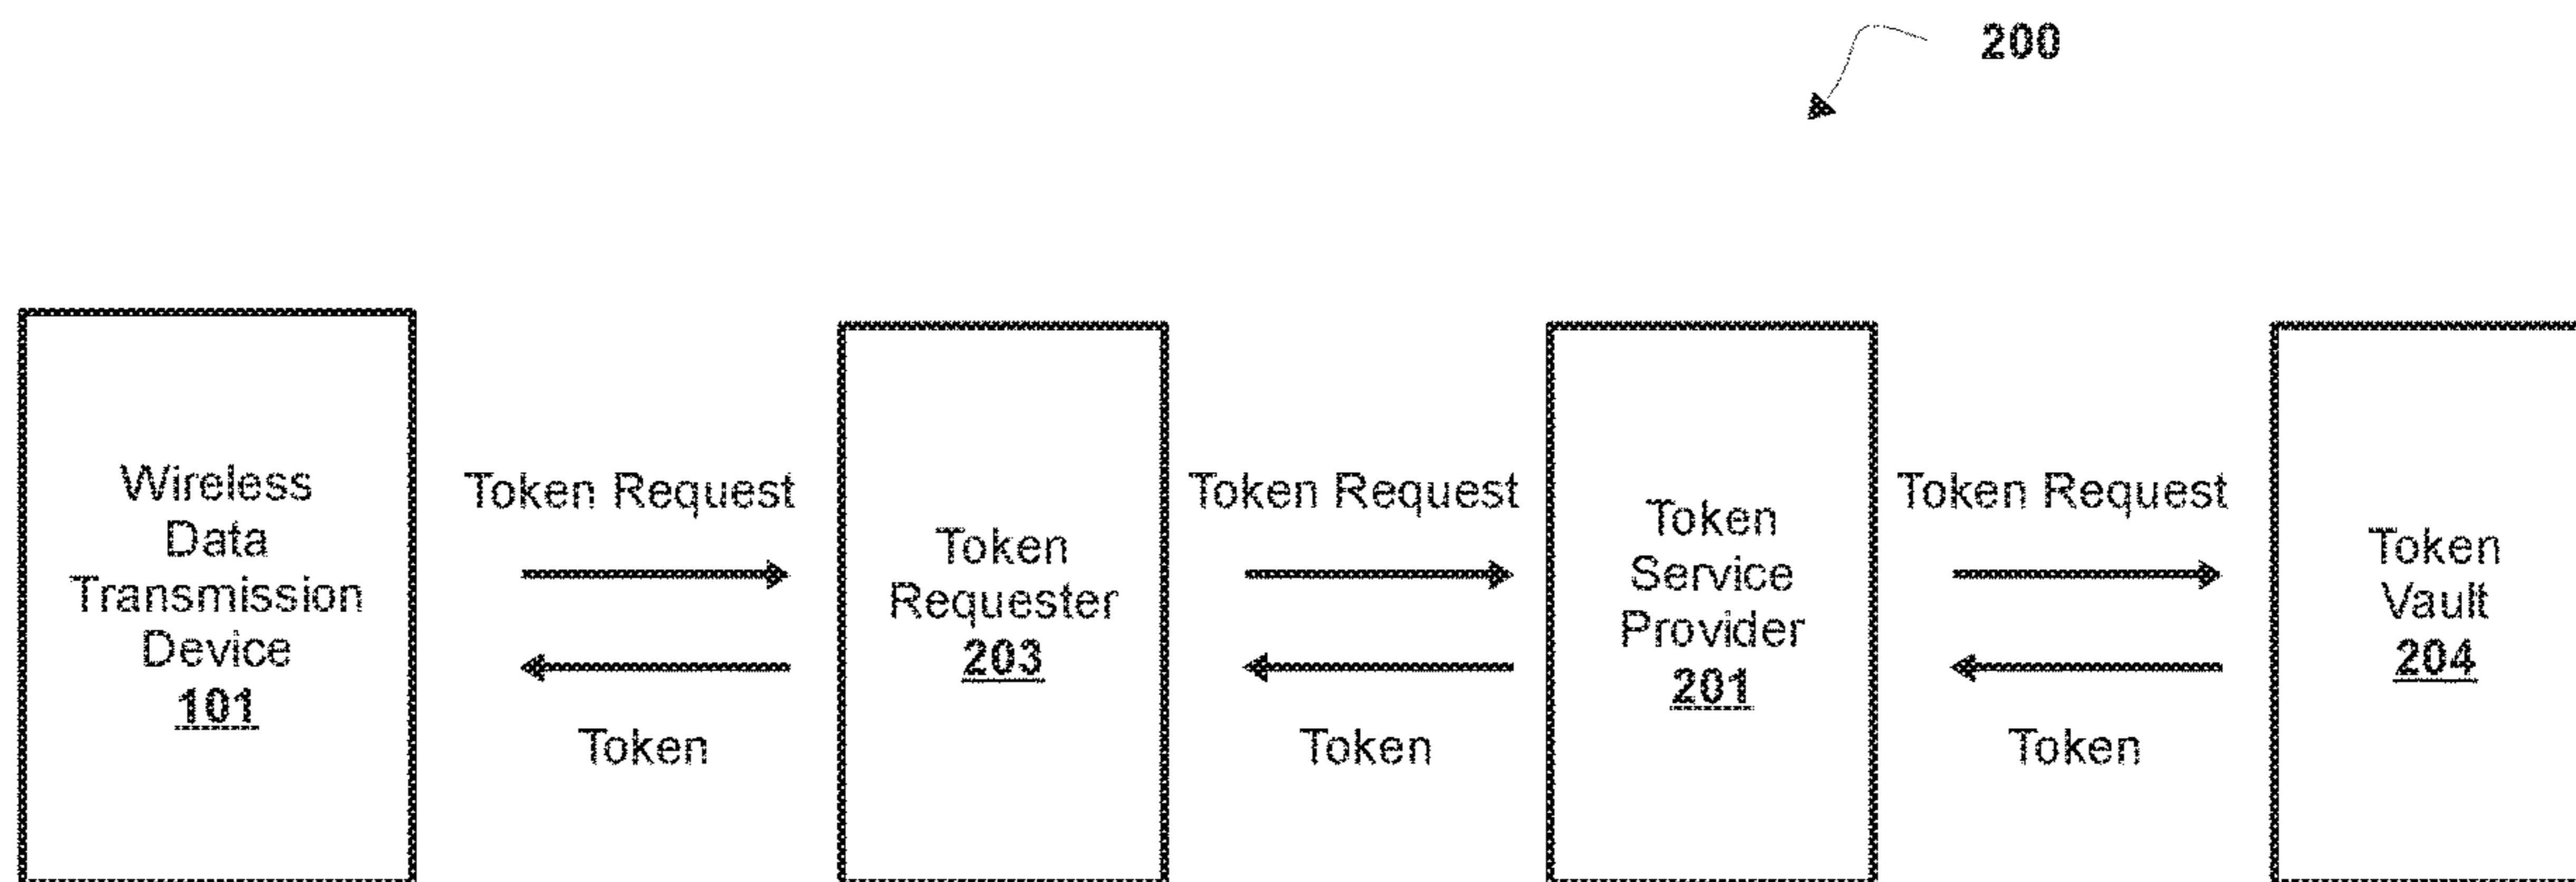 200
Wireless
Data
Transmission
Device
101
Token Request
Token
Token
Requester
203
Token Request
Token
Token
Service
Provider
201
Token Request
Token
Token
Vault
204